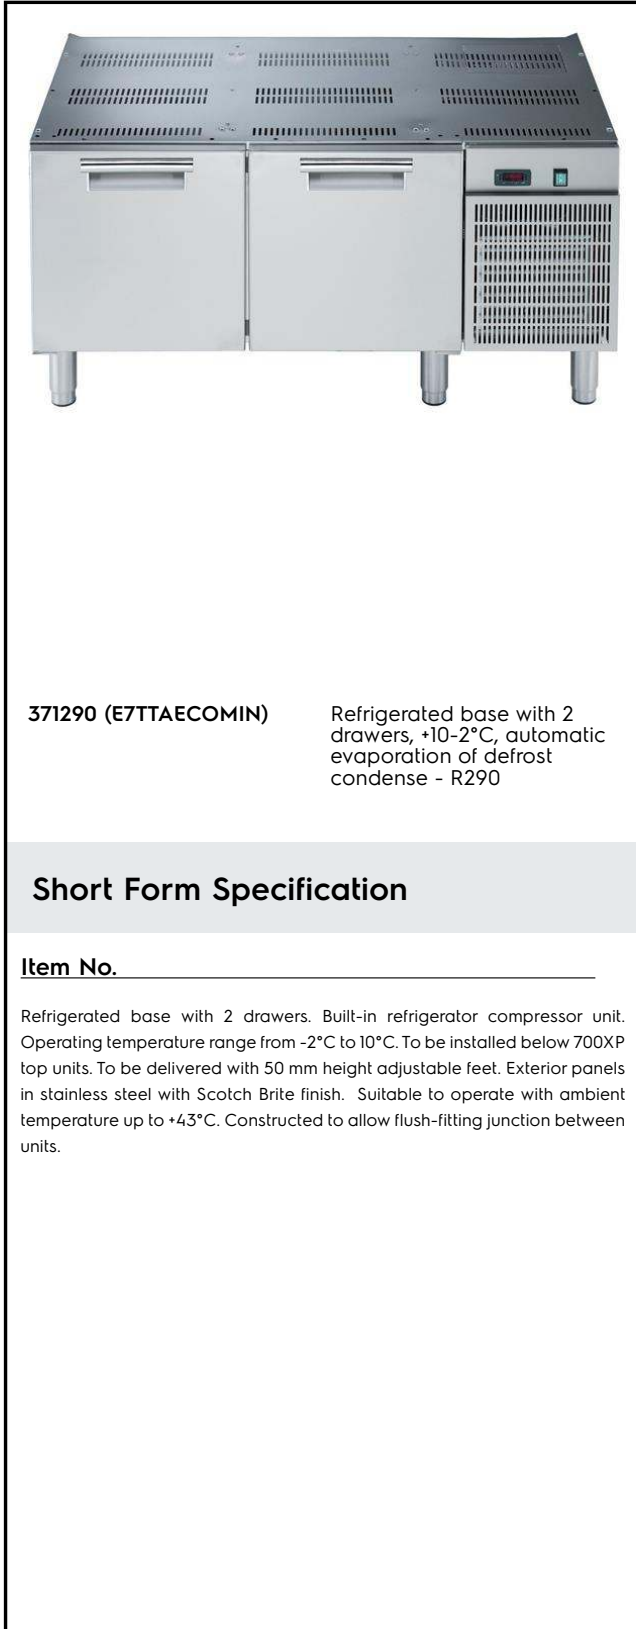 371290 (E7TTAECOMIN)
Refrigerated base with 2
drawers, +10-2°C, automatic
evaporation of defrost
condense - R290
Short Form Specification
Item No.
Refrigerated base with 2 drawers. Built-in refrigerator compressor unit.
Operating temperature range from -2°C to 10°C. To be installed below 700XP
top units. To be delivered with 50 mm height adjustable feet. Exterior panels
in stainless steel with Scotch Brite finish. Suitable to operate with ambient
temperature up to +43°C. Constructed to allow flush-fitting junction between
units.